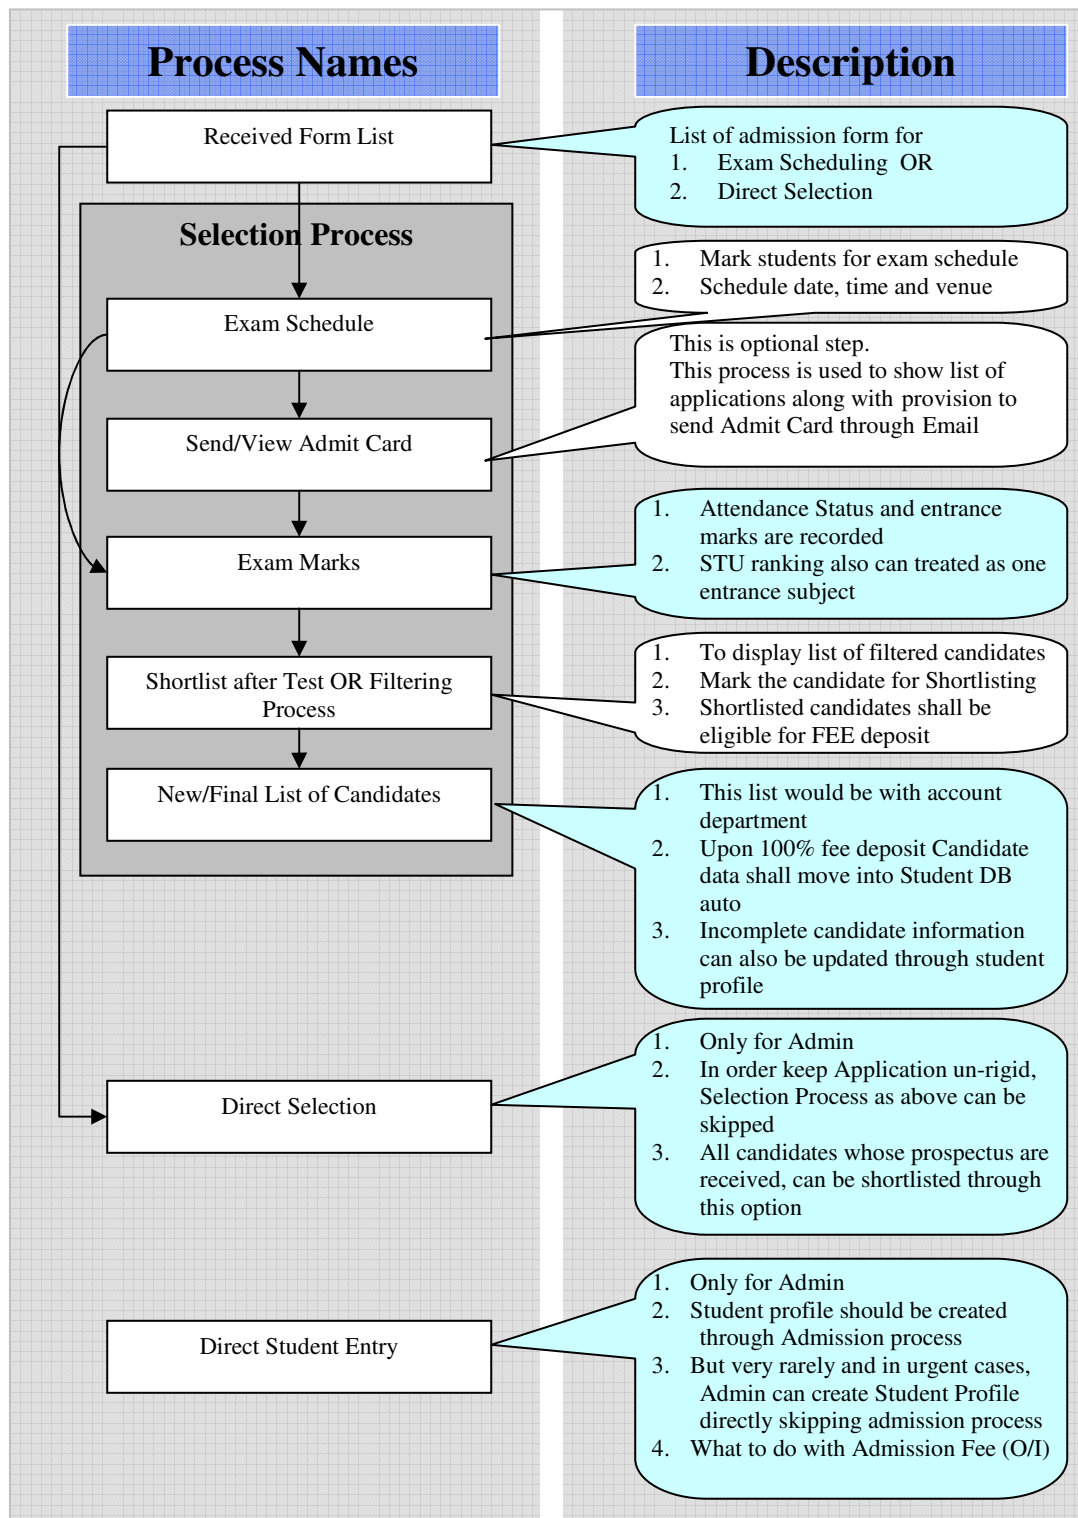 Process Names
Description
Received Form List
List of admission form for
1. Exam Scheduling OR
2. Direct Selection
Selection Process
1. Mark students for exam schedule
2. Schedule date, time and venue
Exam Schedule
This is optional step.
This process is used to show list of
applications along with provision to
send Admit Card through Email
Send/View Admit Card
1. Attendance Status and entrance
marks are recorded
2. STU ranking also can treated as one
entrance subject
Exam Marks
1. To display list of filtered candidates
2. Mark the candidate for Shortlisting
3. Shortlisted candidates shall be
eligible for FEE deposit
Shortlist after Test OR Filtering
Process
New/Final List of Candidates
1. This list would be with account
department
2. Upon 100% fee deposit Candidate
data shall move into Student DB
auto
3. Incomplete candidate information
can also be updated through student
profile
Direct Selection
1. Only for Admin
2. In order keep Application un-rigid,
Selection Process as above can be
skipped
3. All candidates whose prospectus are
received, can be shortlisted through
this option
Direct Student Entry
1. Only for Admin
2. Student profile should be created
through Admission process
3. But very rarely and in urgent cases,
Admin can create Student Profile
directly skipping admission process
4. What to do with Admission Fee (O/I)